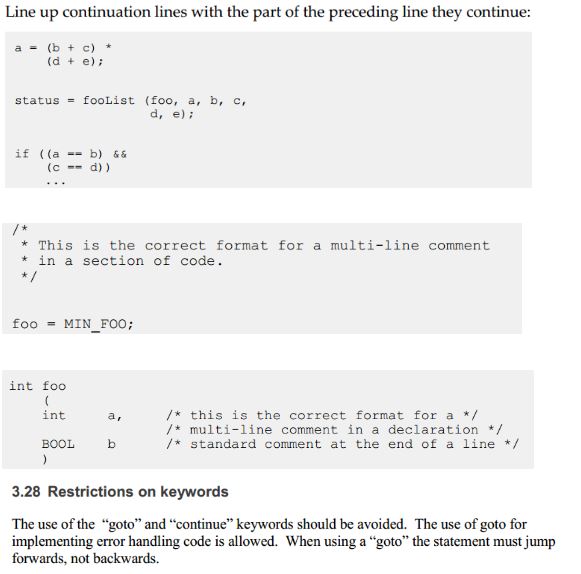 Line up continuation lines with the part of the preceding line they continue:
a = (b + c) *
    (d + e);
status = fooList (foo, a, b, c,
                  d, e);
if ((a == b) &&
    (c == d))
    ...
/*
 * This is the correct format for a multi-line comment
 * in a section of code.
 */
foo = MIN_FOO;
int foo
    (
    int     a,      /* this is the correct format for a */
                    /* multi-line comment in a declaration */
    BOOL    b       /* standard comment at the end of a line */
    )
3.28 Restrictions on keywords
The use of the “goto” and “continue” keywords should be avoided.  The use of goto for
implementing error handling code is allowed.  When using a “goto” the statement must jump
forwards, not backwards.